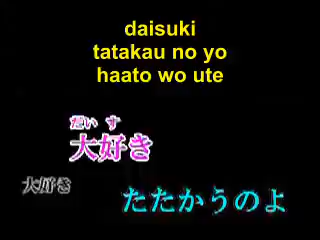 daisuki
tatakau no yo
haato wo ute
だい す
大好き
大好き
たたかうのよ